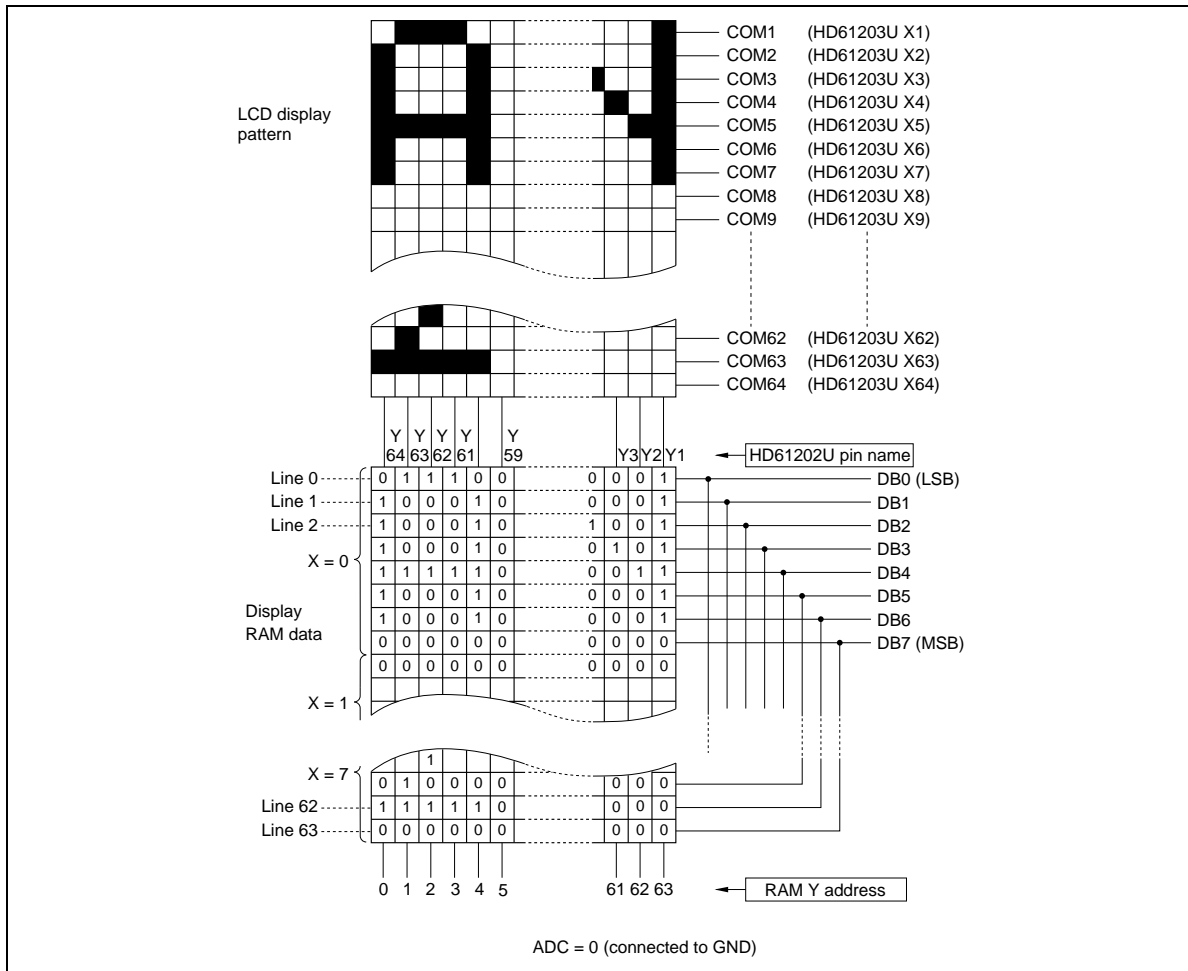 COM1 (HD61203U X1)
COM2 (HD61203U X2)
COM3 (HD61203U X3)
LCD display
pattern
COM4 (HD61203U X4)
COM5 (HD61203U X5)
COM6 (HD61203U X6)
COM7 (HD61203U X7)
COM8 (HD61203U X8)
COM9 (HD61203U X9)
COM62 (HD61203U X62)
COM63 (HD61203U X63)
COM64 (HD61203U X64)
Y Y Y Y Y
64 63 62 61 59 Y3 Y2 Y1 HD61202U pin name
Line 0 0 1 1 1 0 0 0 0 0 1 DB0 (LSB)
Line 1 1 0 0 0 1 0 0 0 0 1 DB1
Line 2 1 0 0 0 1 0 1 0 0 1 DB2
1 0 0 0 1 0 0 1 0 1 DB3
X = 0
1 1 1 1 1 0 0 0 1 1 DB4
1 0 0 0 1 0 0 0 0 1 DB5
Display
RAM data
1 0 0 0 1 0 0 0 0 1 DB6
0 0 0 0 0 0 0 0 0 0 DB7 (MSB)
0 0 0 0 0 0 0 0 0 0
X = 1
1
X = 7
0 1 0 0 0 0 0 0 0
Line 62 1 1 1 1 1 0 0 0 0
Line 63 0 0 0 0 0 0 0 0 0
0 1 2 3 4 5 61 62 63 RAM Y address
ADC = 0 (connected to GND)